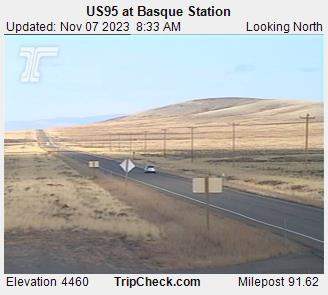 US95 at Basque Station
Updated: Nov 07 2023 8:33 AM Looking North
Elevation 4460 TripCheck.com Milepost 91.62